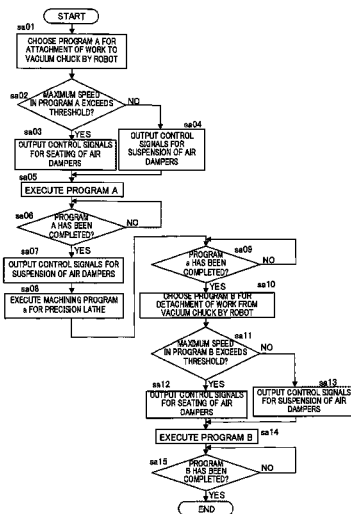 START
sa01
CHOOSE PROGRAM A FOR
ATTACHMENT OF WORK TO
VACUUM CHUCK BY ROBOT
sa02
MAXIMUM SPEED
IN PROGRAM A EXCEEDS
THRESHOLD?
NO
YES
sa03
OUTPUT CONTROL SIGNALS
FOR SEATING OF AIR
DAMPERS
sa04
OUTPUT CONTROL
SIGNALS FOR
SUSPENSION OF AIR
DAMPERS
sa05
EXECUTE PROGRAM A
sa06
PROGRAM
A HAS BEEN
COMPLETED?
NO
YES
sa07
OUTPUT CONTROL SIGNALS FOR
SUSPENSION OF AIR DAMPERS
sa08
EXECUTE MACHINING PROGRAM
a FOR PRECISION LATHE
sa09
PROGRAM
a HAS BEEN
COMPLETED?
NO
YES
sa10
CHOOSE PROGRAM B FOR
DETACHMENT OF WORK FROM
VACUUM CHUCK BY ROBOT
sa11
MAXIMUM SPEED
IN PROGRAM B EXCEEDS
THRESHOLD?
NO
YES
sa12
OUTPUT CONTROL SIGNALS
FOR SEATING OF AIR
DAMPERS
sa13
OUTPUT CONTROL SIGNALS
FOR SUSPENSION OF AIR
DAMPERS
sa14
EXECUTE PROGRAM B
sa15
PROGRAM
B HAS BEEN
COMPLETED?
NO
YES
END